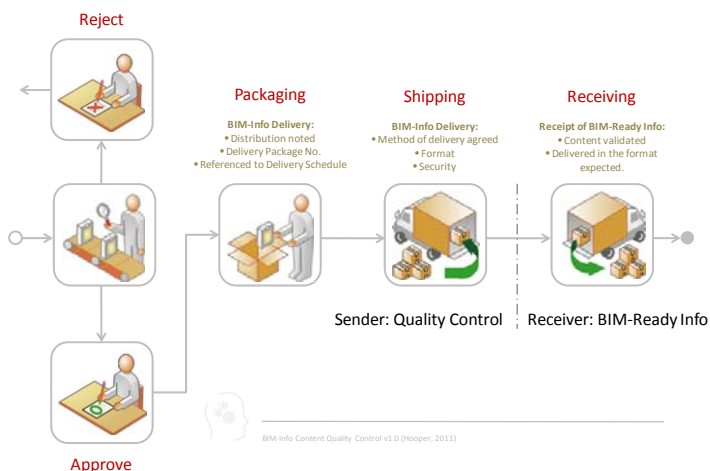 Reject
Packaging
BIM-Info Delivery:
• Distribution noted
• Delivery Package No.
• Referenced to Delivery Schedule
Shipping
BIM-Info Delivery:
• Method of delivery agreed
• Format
• Security
Receiving
Receipt of BIM-Ready Info:
• Content validated
• Delivered in the format
expected.
Sender: Quality Control
Receiver: BIM-Ready Info
BIM-Info Content Quality Control v1.0 (Hooper, 2011)
Approve